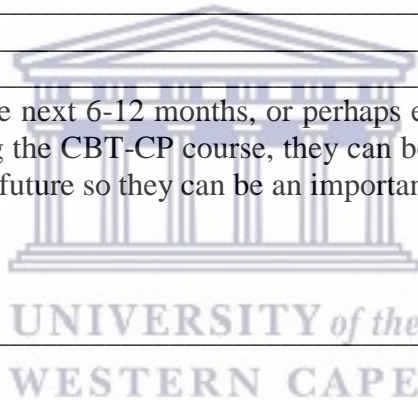 e next 6-12 months, or perhaps e
g the CBT-CP course, they can be
future so they can be an importan
UNIVERSITY of the
WESTERN CAPE